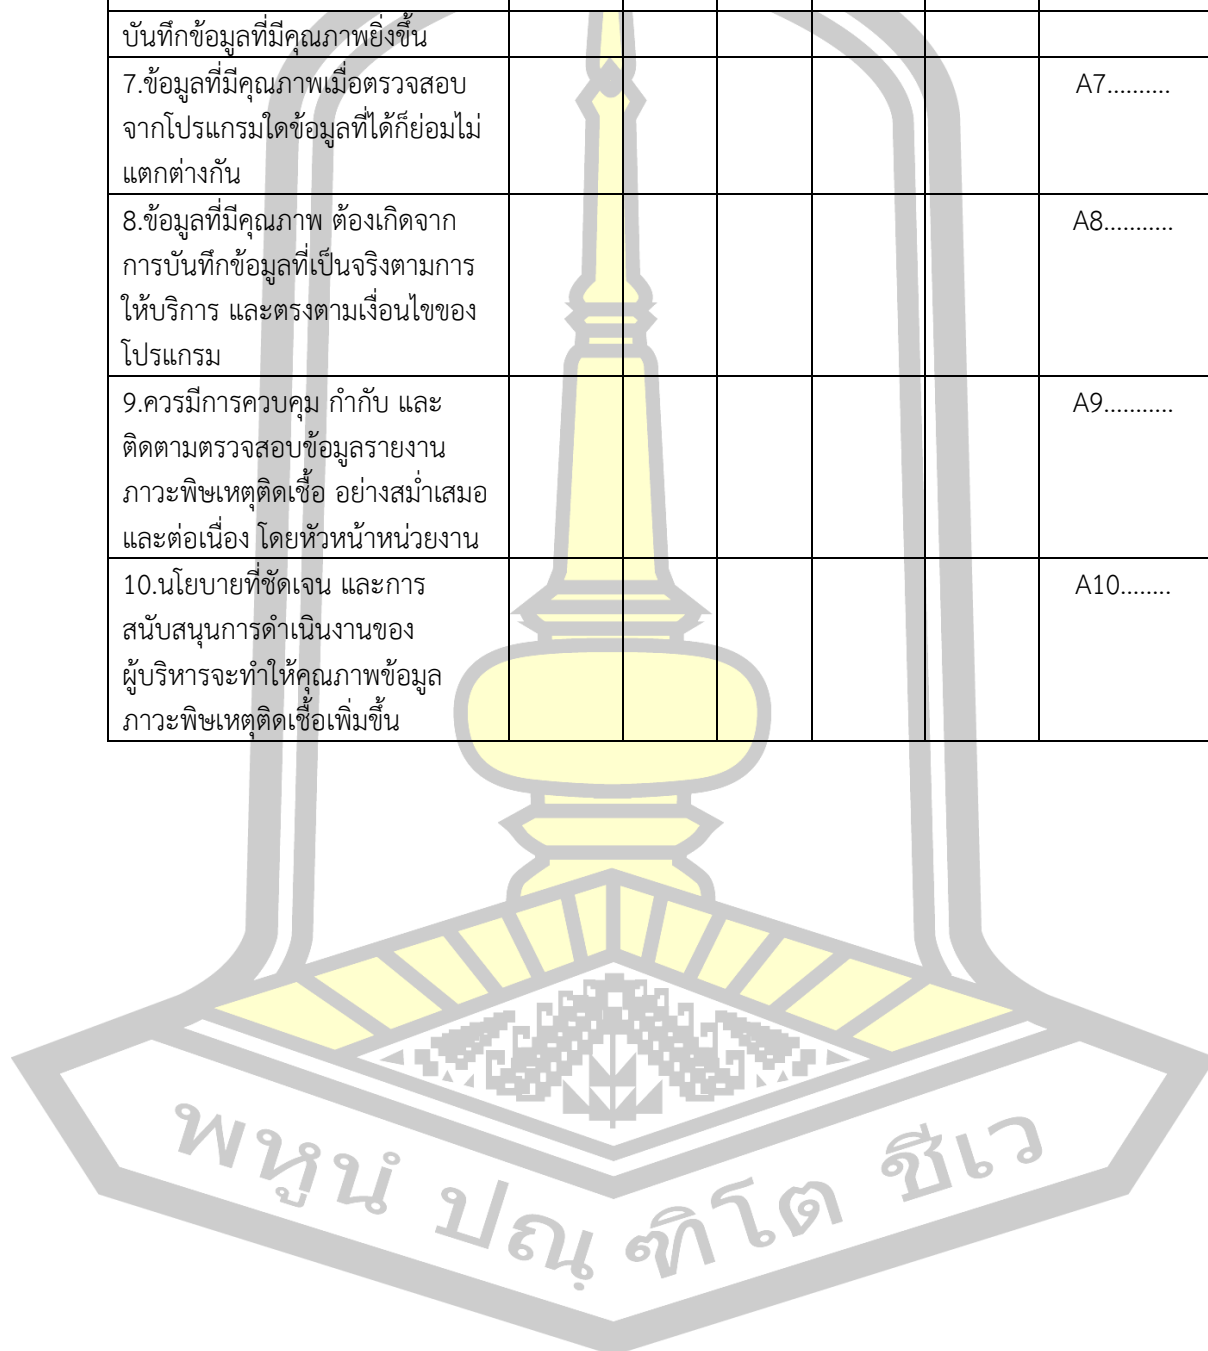 บันทึกข้อมูลที่มีคุณภาพยิ่งขึ้น
7.ข้อมูลที่มีคุณภาพเมื่อตรวจสอบ A7..........
จากโปรแกรมใดข้อมูลที่ได้ก็ย่อมไม่
แตกต่างกัน
8.ข้อมูลที่มีคุณภาพ ต้องเกิดจาก A8...........
การบันทึกข้อมูลที่เป็นจริงตามการ
ให้บริการ และตรงตามเงื่อนไขของ
โปรแกรม
9.ควรมีการควบคุม กำกับ และ A9...........
ติดตามตรวจสอบข้อมูลรายงาน
ภาวะพิษเหตุติดเชื้อ อย่างสม่ำเสมอ
และต่อเนื่อง โดยหัวหน้าหน่วยงาน
10.นโยบายที่ชัดเจน และการ A10........
สนับสนุนการดำเนินงานของ
ผู้บริหารจะทำให้คุณภาพข้อมูล
ภาวะพิษเหตุติดเชื้อเพิ่มขึ้น
พหูนํ ปณฺ ฑิโต ชีเว